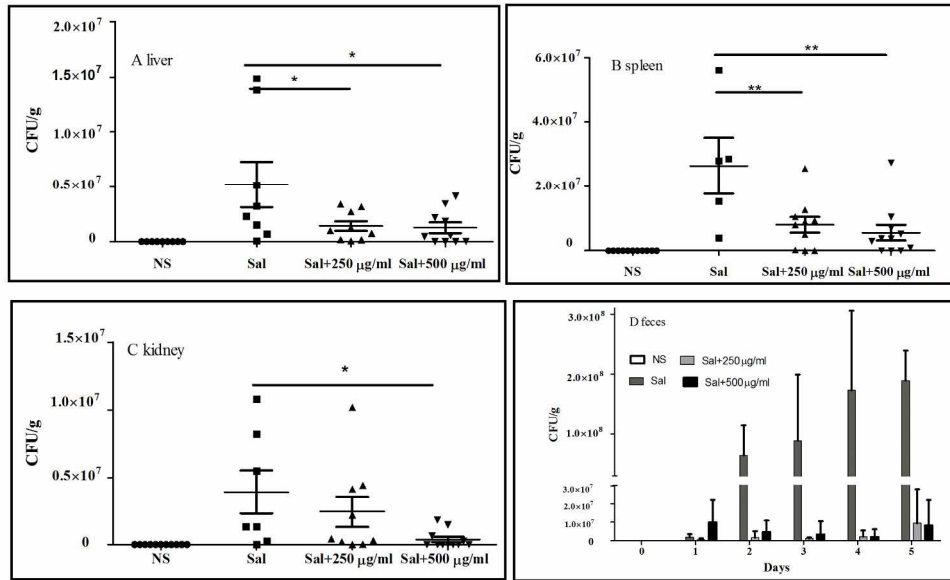 A liver
CFU/g
2.0×10⁷
1.5×10⁷
1.0×10⁷
0.5×10⁷
0
*
*
NS Sal Sal+250 μg/ml Sal+500 μg/ml
B spleen
CFU/g
6.0×10⁷
4.0×10⁷
2.0×10⁷
0
**
**
NS Sal Sal+250 μg/ml Sal+500 μg/ml
C kidney
CFU/g
1.5×10⁷
1.0×10⁷
0.5×10⁷
0
*
NS Sal Sal+250 μg/ml Sal+500 μg/ml
D feces
CFU/g
3.0×10⁸
2.0×10⁸
1.0×10⁸
3.0×10⁷
2.0×10⁷
1.0×10⁷
0
NS Sal+250 μg/ml
Sal Sal+500 μg/ml
0 1 2 3 4 5
Days